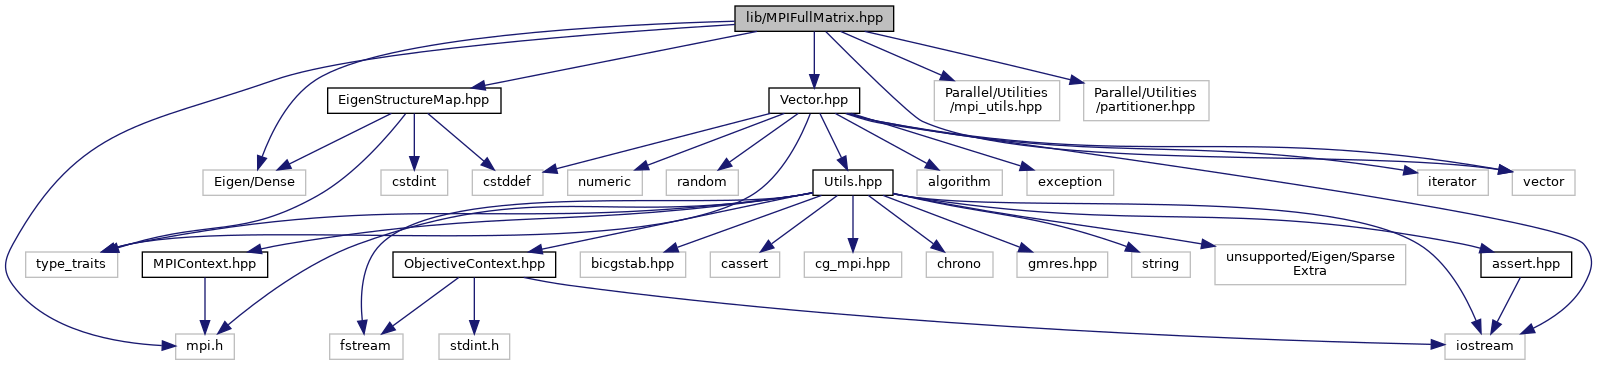 lib/MPIFullMatrix.hpp
EigenStructureMap.hpp
Vector.hpp
Parallel/Utilities
/mpi_utils.hpp
Parallel/Utilities
/partitioner.hpp
Eigen/Dense
cstdint
cstddef
numeric
random
Utils.hpp
algorithm
exception
iterator
vector
type_traits
MPIContext.hpp
ObjectiveContext.hpp
bicgstab.hpp
cassert
cg_mpi.hpp
chrono
gmres.hpp
string
unsupported/Eigen/Sparse
Extra
assert.hpp
mpi.h
fstream
stdint.h
iostream